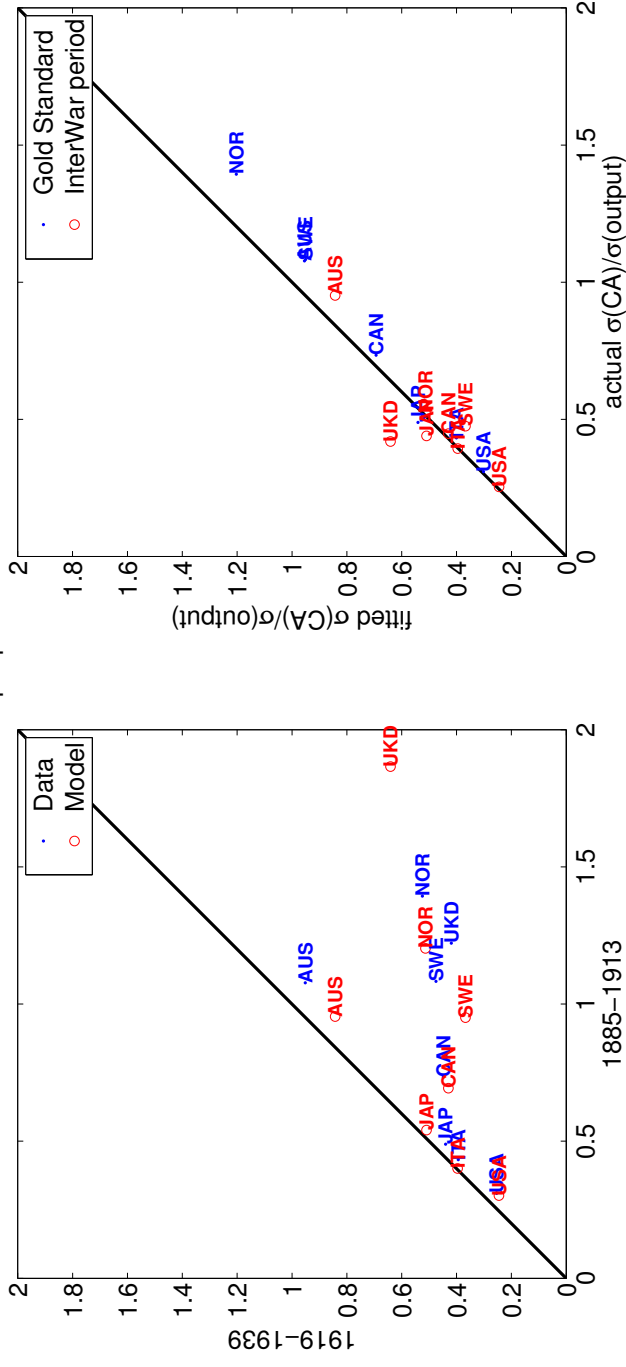 2
1.8
1.6
1.4
1.2
1
0.8
0.6
0.4
0.2
0
1919−1939
Data
Model
UKD
AUS
AUS
NOR
NOR
UKD
SWE
SWE
CAN
CAN
JAP
JAP
ITA
ITA
USA
USA
0
0.5
1
1.5
2
1885−1913
2
1.8
1.6
1.4
1.2
1
0.8
0.6
0.4
0.2
0
fitted σ(CA)/σ(output)
Gold Standard
InterWar period
NOR
SWE
AUS
CAN
UKD
JAP
NOR
JAP
CAN
ITA
ITA
SWE
USA
USA
0
0.5
1
1.5
2
actual σ(CA)/σ(output)